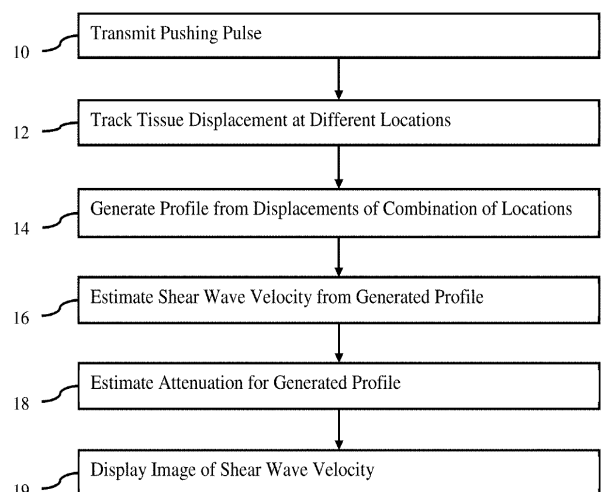 Transmit Pushing Pulse
10
Track Tissue Displacement at Different Locations
12
Generate Profile from Displacements of Combination of Locations
14
Estimate Shear Wave Velocity from Generated Profile
16
Estimate Attenuation for Generated Profile
18
Display Image of Shear Wave Velocity
19